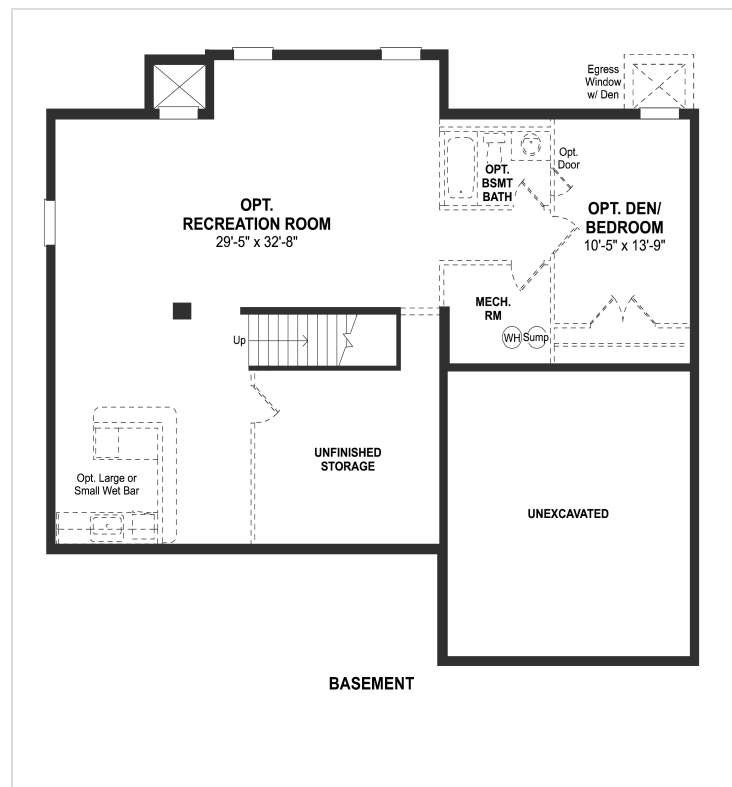 Egress
Window
w/ Den
Opt.
Door
OPT.
BSMT
BATH
OPT.
RECREATION ROOM
29'-5" x 32'-8"
OPT. DEN/
BEDROOM
10'-5" x 13'-9"
MECH.
RM
WH
Sump
Up
UNFINISHED
STORAGE
Opt. Large or
Small Wet Bar
UNEXCAVATED
BASEMENT